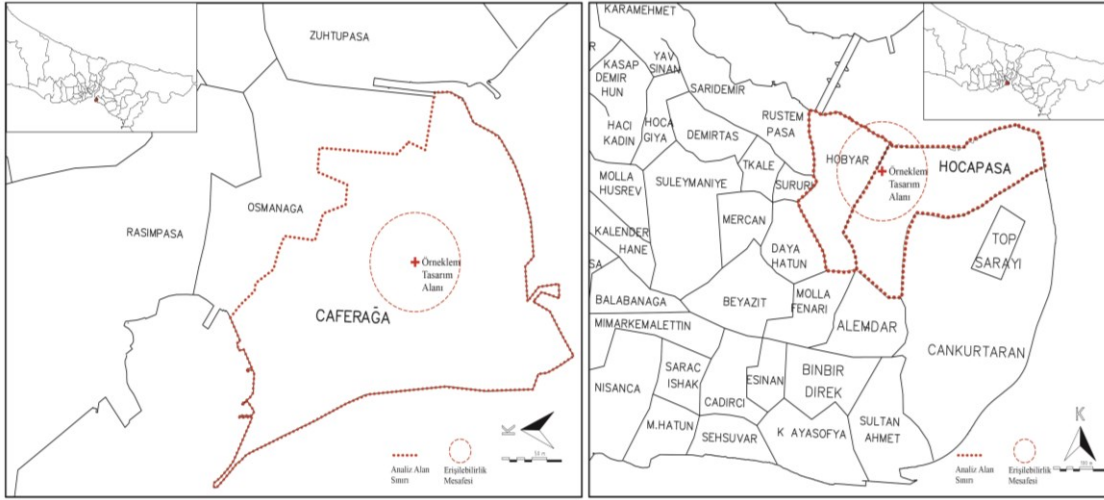 ZUHTUPASA
OSMANAGA
RASIMPASA
Örneklem
Tasarım
Alanı
CAFERAĞA
K
Analiz Alan
Sınırı
Erişilebilirlik
Mesafesi
KARAMEHMET
YAV
SINAN
KASAP
DEMIR
HUN
SARIDEMIR
RUSTEM
PASA
HACI
KADIN
HOCA
GIYA
DEMIRTAS
HOBYAR
HOCAPASA
TKALE
Örneklem
Tasarım
Alanı
MOLLA
HUSREV
SULEYMANIYE
SURURI
MERCAN
KALENDER
HANE
DAYA
HATUN
TOP
SARAYI
SA
BALABANAGA
BEYAZIT
MOLLA
FENARI
MIMARKEMALETTIN
ALEMDAR
CANKURTARAN
SARAC
ISHAK
NISANCA
ESINAN
BINBIR
DIREK
CADIRCI
M.HATUN
SEHSUVAR
K AYASOFYA
SULTAN
AHMET
K
Analiz Alan
Sınırı
Erişilebilirlik
Mesafesi